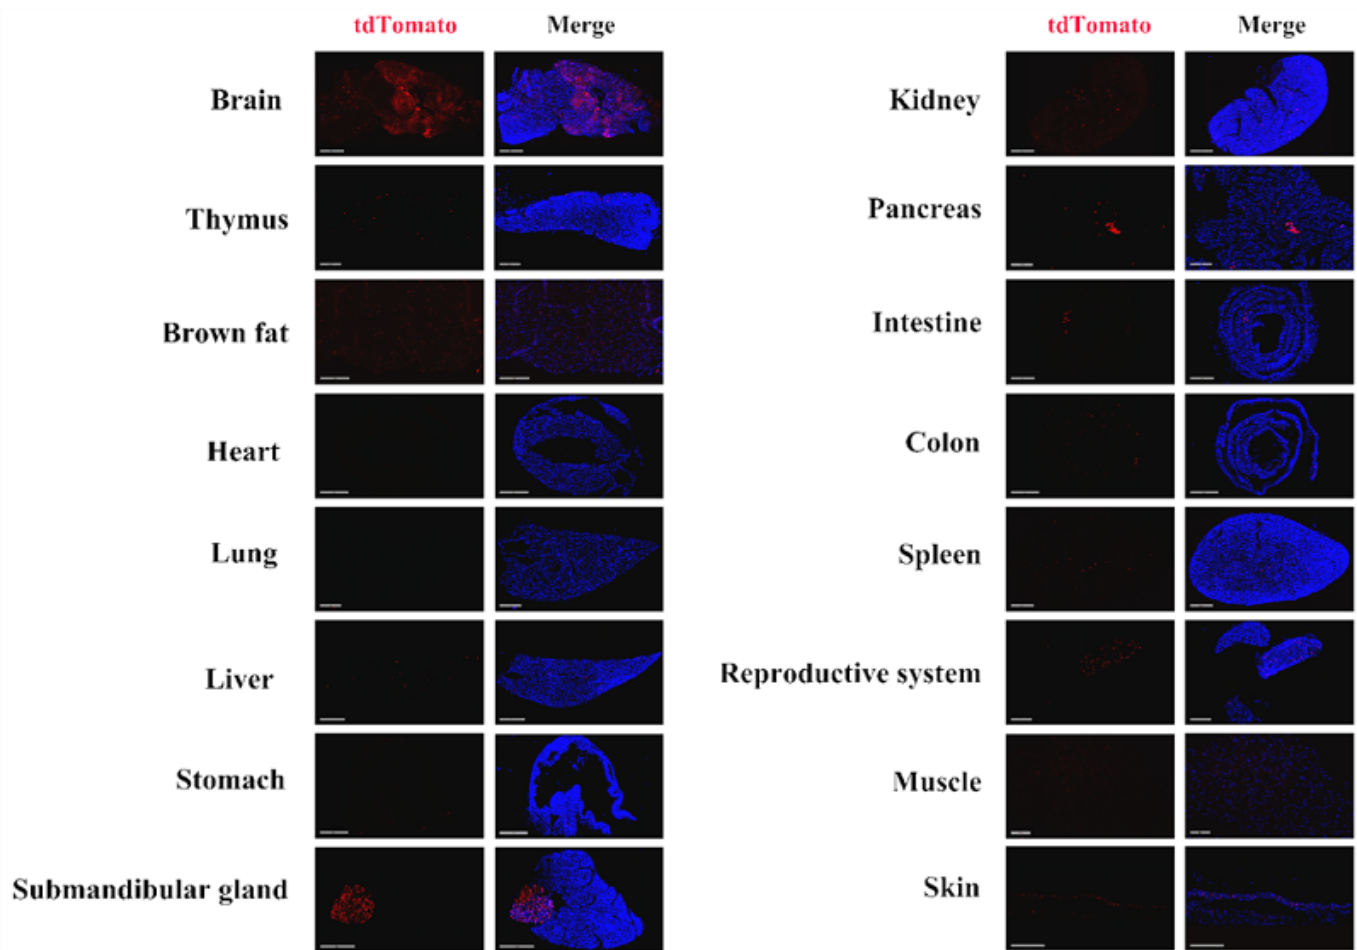 tdTomato Merge tdTomato Merge
Brain Kidney
Thymus Pancreas
Brown fat Intestine
Heart Colon
Lung Spleen
Liver Reproductive system
Stomach Muscle
Submandibular gland Skin